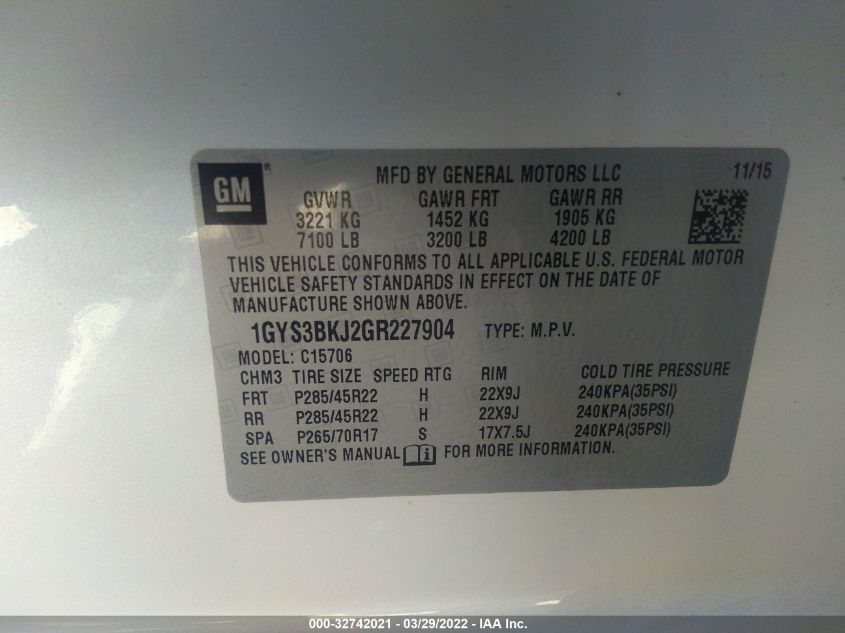 GM ® MFD BY GENERAL MOTORS LLC 11/15
GVWR GAWR FRT GAWR RR
3221 KG 1452 KG 1905 KG
7100 LB 3200 LB 4200 LB
THIS VEHICLE CONFORMS TO ALL APPLICABLE U.S. FEDERAL MOTOR
VEHICLE SAFETY STANDARDS IN EFFECT ON THE DATE OF
MANUFACTURE SHOWN ABOVE.
1GYS3BKJ2GR227904 TYPE: M.P.V.
MODEL: C15706
CHM3 TIRE SIZE SPEED RTG RIM COLD TIRE PRESSURE
FRT P285/45R22 H 22X9J 240KPA(35PSI)
RR P285/45R22 H 22X9J 240KPA(35PSI)
SPA P265/70R17 S 17X7.5J 240KPA(35PSI)
SEE OWNER'S MANUAL FOR MORE INFORMATION.
000-32742021 — 03/29/2022 — IAA Inc.